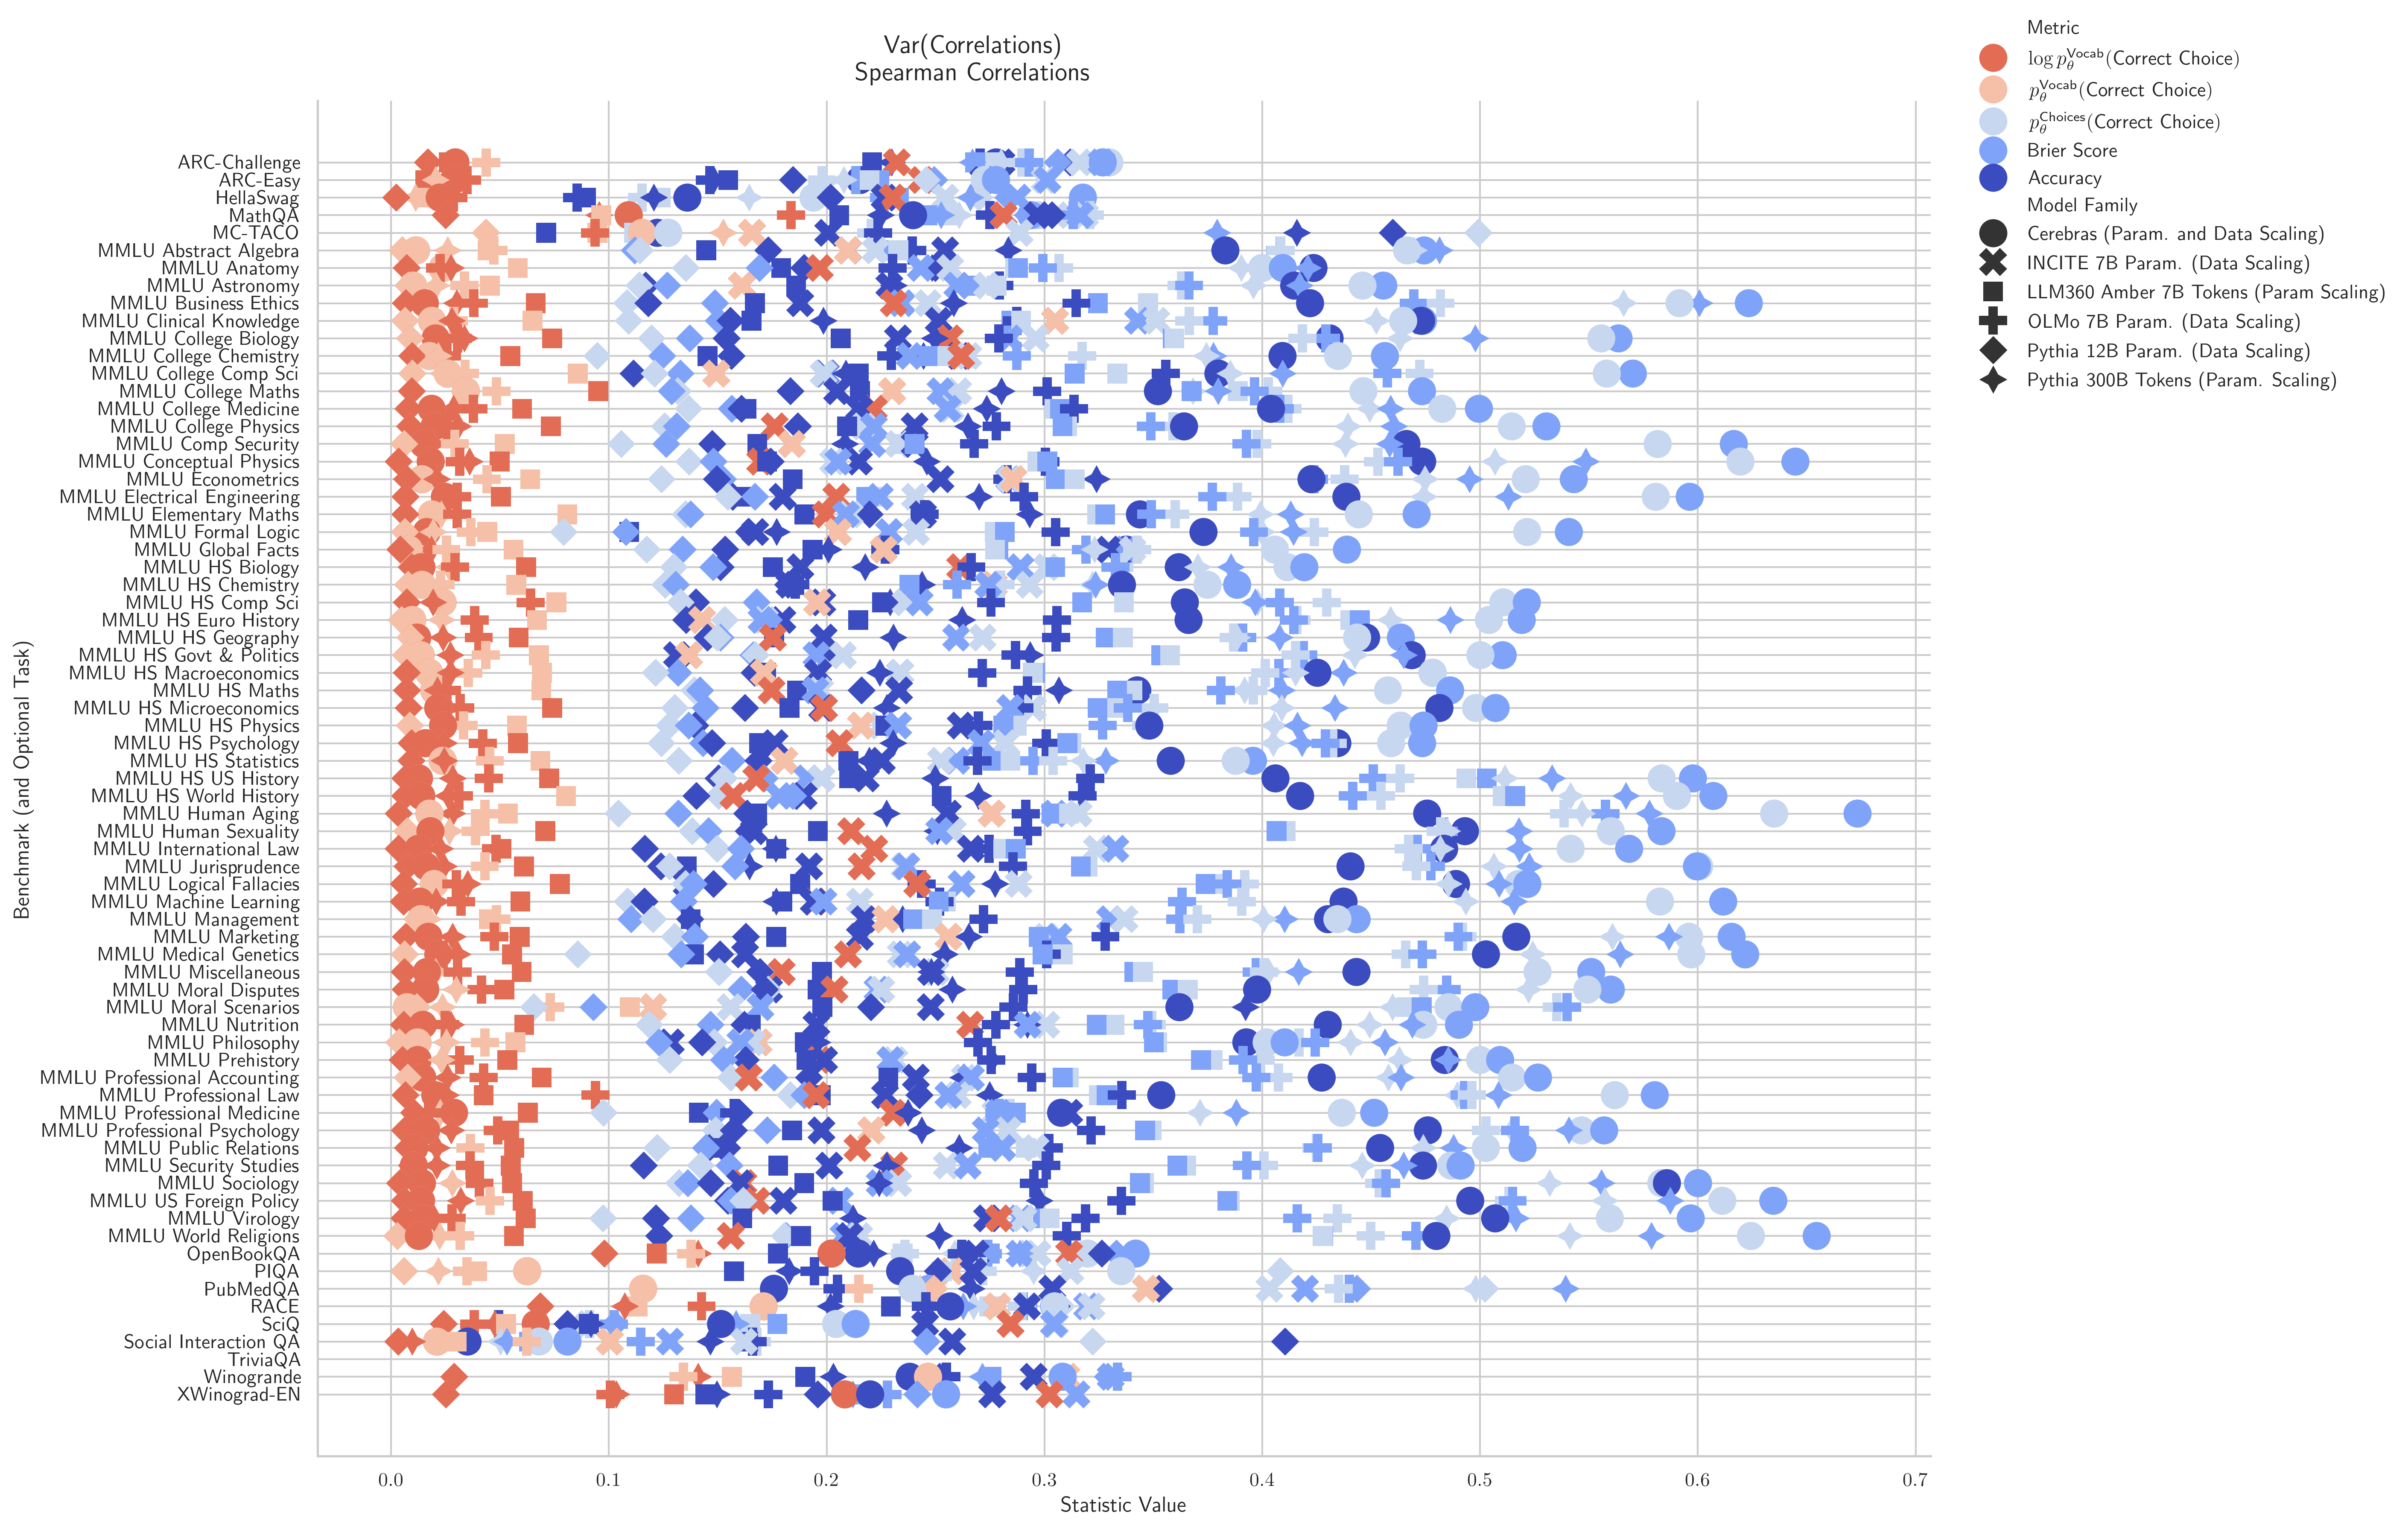 Var(Correlations)
Spearman Correlations
Metric
log p_θ^Vocab(Correct Choice)
p_θ^Vocab(Correct Choice)
p_θ^Choices(Correct Choice)
Brier Score
Accuracy
Model Family
Cerebras (Param. and Data Scaling)
INCITE 7B Param. (Data Scaling)
LLM360 Amber 7B Tokens (Param Scaling)
OLMo 7B Param. (Data Scaling)
Pythia 12B Param. (Data Scaling)
Pythia 300B Tokens (Param. Scaling)
Benchmark (and Optional Task)
ARC-Challenge
ARC-Easy
HellaSwag
MathQA
MC-TACO
MMLU Abstract Algebra
MMLU Anatomy
MMLU Astronomy
MMLU Business Ethics
MMLU Clinical Knowledge
MMLU College Biology
MMLU College Chemistry
MMLU College Comp Sci
MMLU College Maths
MMLU College Medicine
MMLU College Physics
MMLU Comp Security
MMLU Conceptual Physics
MMLU Econometrics
MMLU Electrical Engineering
MMLU Elementary Maths
MMLU Formal Logic
MMLU Global Facts
MMLU HS Biology
MMLU HS Chemistry
MMLU HS Comp Sci
MMLU HS Euro History
MMLU HS Geography
MMLU HS Govt & Politics
MMLU HS Macroeconomics
MMLU HS Maths
MMLU HS Microeconomics
MMLU HS Physics
MMLU HS Psychology
MMLU HS Statistics
MMLU HS US History
MMLU HS World History
MMLU Human Aging
MMLU Human Sexuality
MMLU International Law
MMLU Jurisprudence
MMLU Logical Fallacies
MMLU Machine Learning
MMLU Management
MMLU Marketing
MMLU Medical Genetics
MMLU Miscellaneous
MMLU Moral Disputes
MMLU Moral Scenarios
MMLU Nutrition
MMLU Philosophy
MMLU Prehistory
MMLU Professional Accounting
MMLU Professional Law
MMLU Professional Medicine
MMLU Professional Psychology
MMLU Public Relations
MMLU Security Studies
MMLU Sociology
MMLU US Foreign Policy
MMLU Virology
MMLU World Religions
OpenBookQA
PIQA
PubMedQA
RACE
SciQ
Social Interaction QA
TriviaQA
Winogrande
XWinograd-EN
0.0 0.1 0.2 0.3 0.4 0.5 0.6 0.7
Statistic Value